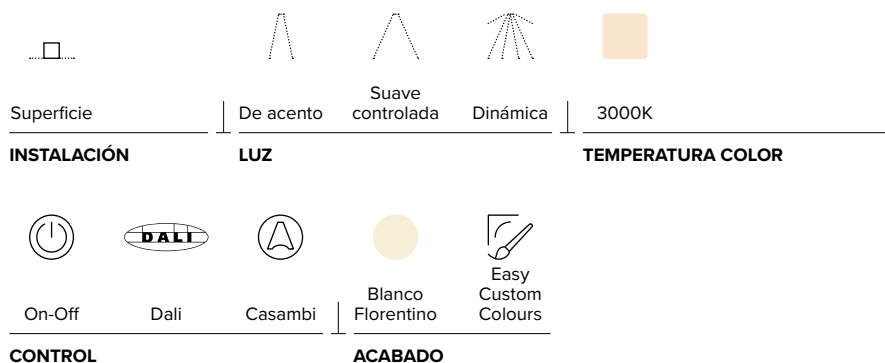 Superficie
De acento
Suave
controlada
Dinámica
3000K
INSTALACIÓN
LUZ
TEMPERATURA COLOR
DALI
On-Off
Dali
Casambi
Blanco
Florentino
Easy
Custom
Colours
CONTROL
ACABADO